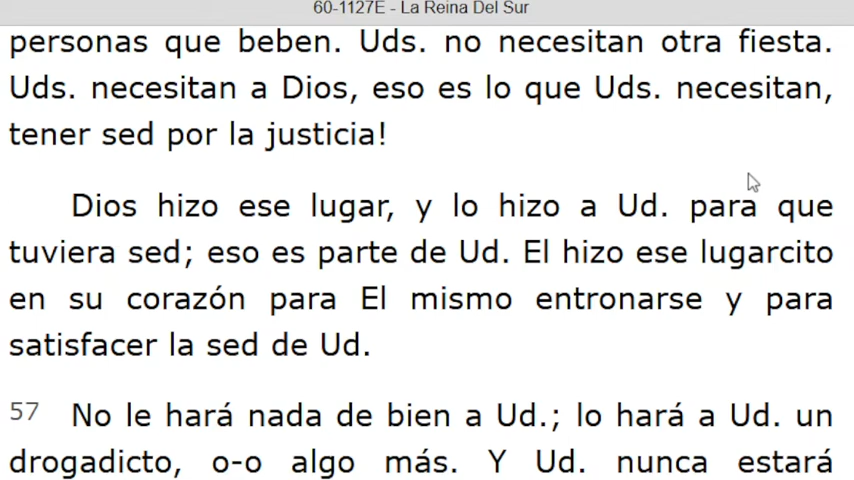 60-1127E - La Reina Del Sur
personas que beben. Uds. no necesitan otra fiesta.
Uds. necesitan a Dios, eso es lo que Uds. necesitan,
tener sed por la justicia!
Dios hizo ese lugar, y lo hizo a Ud. para que
tuviera sed; eso es parte de Ud. El hizo ese lugarcito
en su corazón para El mismo entronarse y para
satisfacer la sed de Ud.
57 No le hará nada de bien a Ud.; lo hará a Ud. un
drogadicto, o-o algo más. Y Ud. nunca estará